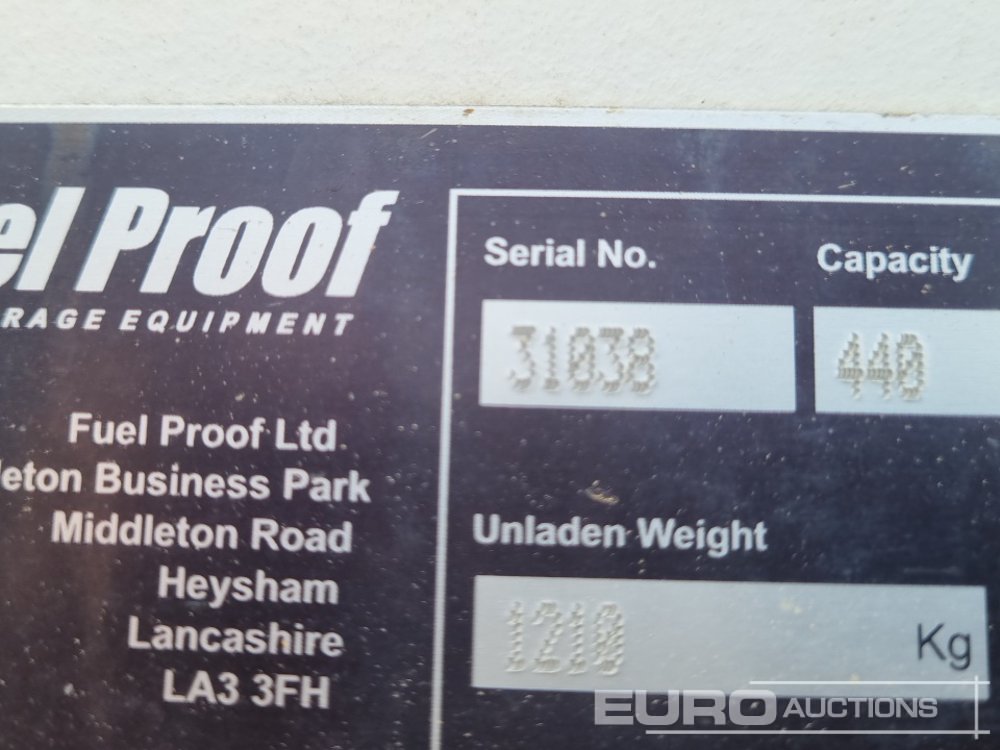 el Proof
RAGE EQUIPMENT
Fuel Proof Ltd
leton Business Park
Middleton Road
Heysham
Lancashire
LA3 3FH
Serial No.
31038
Capacity
440
Unladen Weight
1210 Kg
EURO AUCTIONS